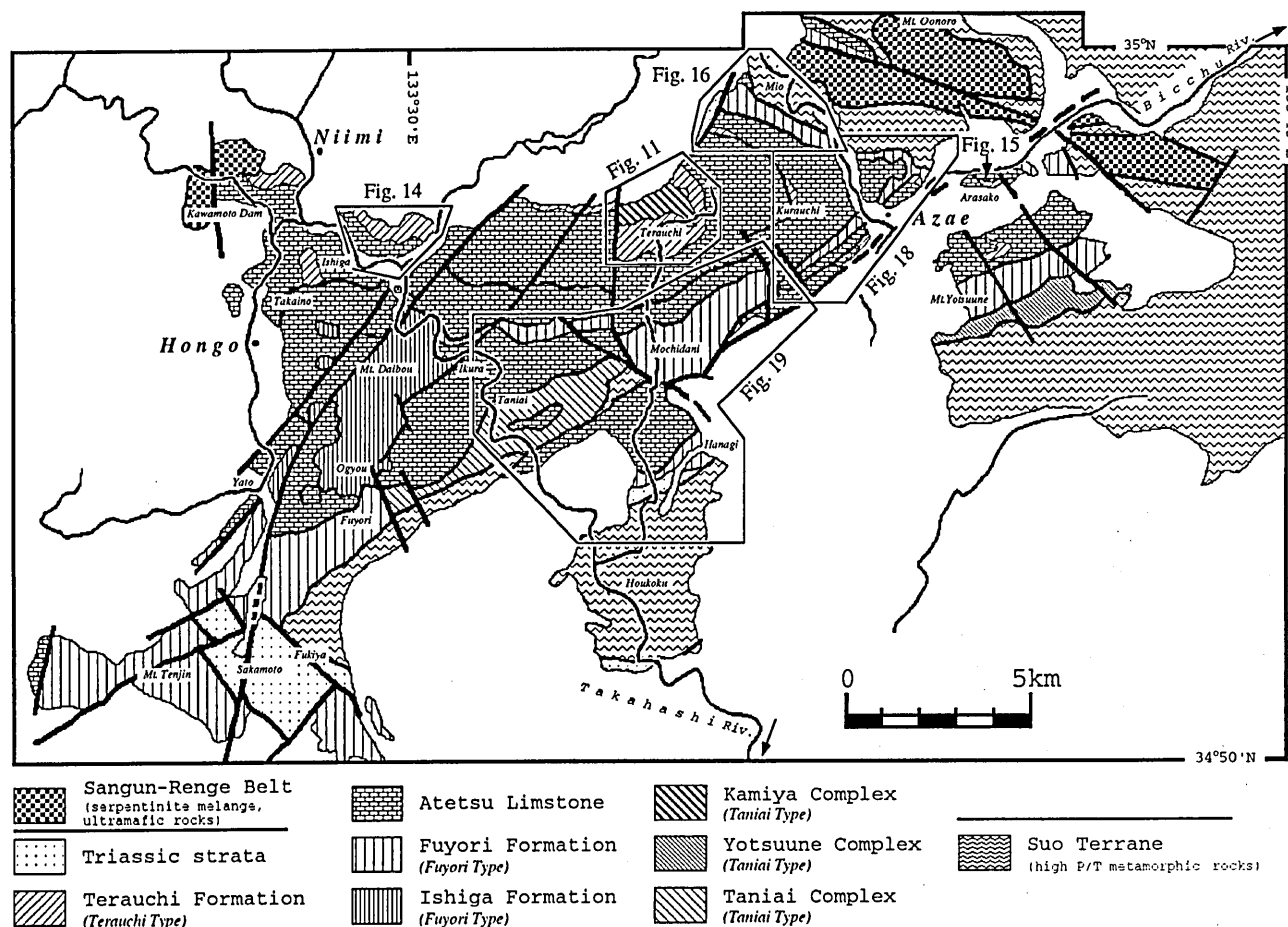 Mt. Oonoro
35°N
Bicchu Riv.
Fig. 16
Mio
133°30'E
Niimi
Fig. 15
Fig. 11
Fig. 14
Kawamoto Dam
Kurauchi
Arasako
Azae
Terauchi
Ishiga
Fig. 18
Takaino
Mt.Yotsuune
Hongo
Mochidani
Mt. Daibou
Ikura
Fig. 19
Taniai
Hanagi
Ogyou
Yato
Fuyori
Houkoku
Fukiya
Mt. Tenjin
Sakamoto
0 5km
Takahashi Riv.
34°50'N
Sangun-Renge Belt
(serpentinite melange,
ultramafic rocks)
Triassic strata
Terauchi Formation
(Terauchi Type)
Atetsu Limstone
Fuyori Formation
(Fuyori Type)
Ishiga Formation
(Fuyori Type)
Kamiya Complex
(Taniai Type)
Yotsuune Complex
(Taniai Type)
Taniai Complex
(Taniai Type)
Suo Terrane
(high P/T metamorphic rocks)